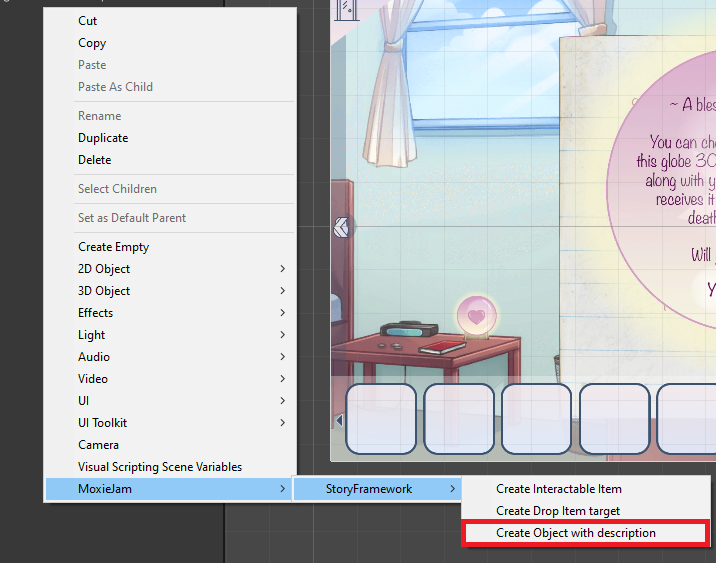 Cut
Copy
Paste
Paste As Child
Rename
Duplicate
Delete
Select Children
Set as Default Parent
Create Empty
2D Object
3D Object
Effects
Light
Audio
Video
UI
UI Toolkit
Camera
Visual Scripting Scene Variables
MoxieJam
StoryFramework
Create Interactable Item
Create Drop Item target
Create Object with description
~ A bles
You can ch
this globe 30
along with y
receives it
death
Will
Y